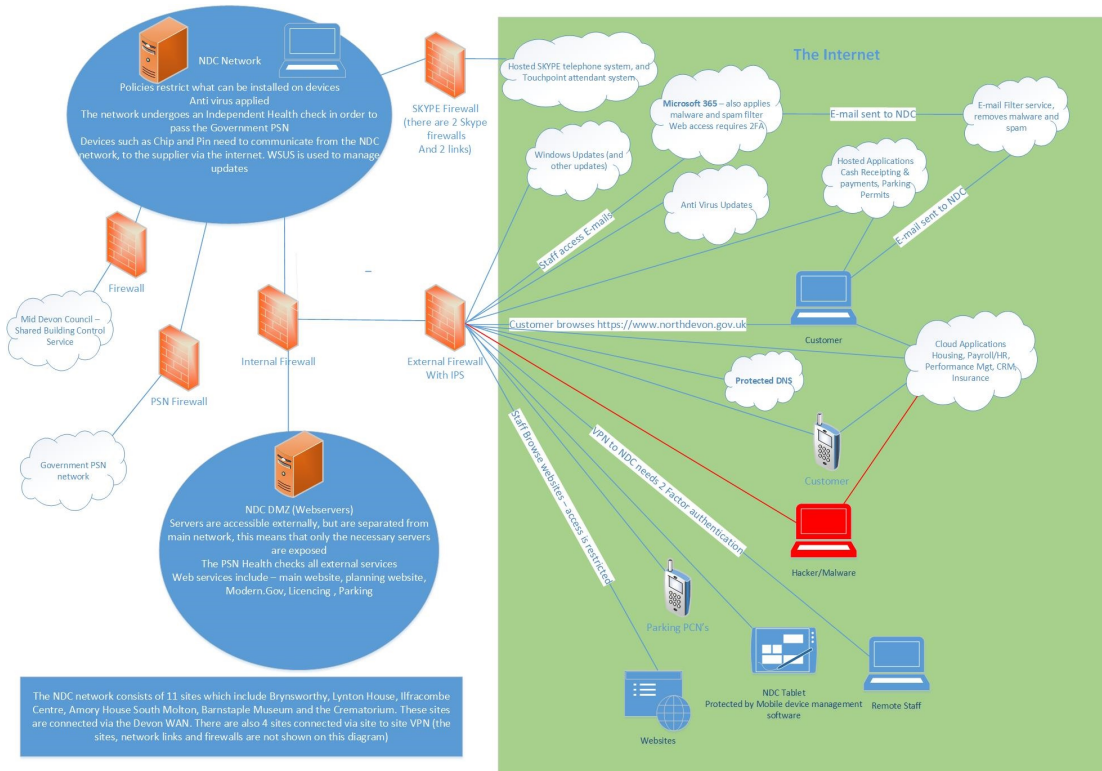 NDC Network
Policies restrict what can be installed on devices
Anti virus applied
The network undergoes an Independent Health check in order to
pass the Government PSN
Devices such as Chip and Pin need to communicate from the NDC
network, to the supplier via the internet. WSUS is used to manage
updates
SKYPE Firewall
(there are 2 Skype
firewalls
And 2 links)
The Internet
Hosted SKYPE telephone system, and
Touchpoint attendant
system
Microsoft 365 – also applies
malware and spam filter
Web access requires 2FA
E-mail sent to NDC
E-mail Filter service,
removes malware and
spam
Windows Updates (and
other updates)
Hosted Applications
Cash Receipting &
payments, Parking
Permits
Anti Virus Updates
Staff access E-mails
E-mail sent to NDC
Firewall
Mid Devon Council –
Shared Building Control
Service
Internal Firewall
External Firewall
With IPS
Customer browses https://www.northdevon.gov.uk
Customer
Cloud Applications
Housing, Payroll/HR,
Performance Mgt, CRM,
Insurance
Protected DNS
PSN Firewall
Government PSN
network
Customer
Staff Browse websites – access is restricted
VPN to NDC needs 2 Factor authentication
NDC DMZ (Webservers)
Servers are accessible externally, but are separated from
main network, this means that only the necessary servers
are exposed
The PSN Health checks all external services
Web services include – main website, planning website,
Modern.Gov, Licencing , Parking
Hacker/Malware
Parking PCN's
NDC Tablet
Protected by Mobile device management
software
Remote Staff
Websites
The NDC network consists of 11 sites which include Brynsworthy, Lynton House, Ilfracombe
Centre, Amory House South Molton, Barnstaple Museum and the Crematorium. These sites
are connected via the Devon WAN. There are also 4 sites connected via site to site VPN (the
sites, network links and firewalls are not shown on this diagram)